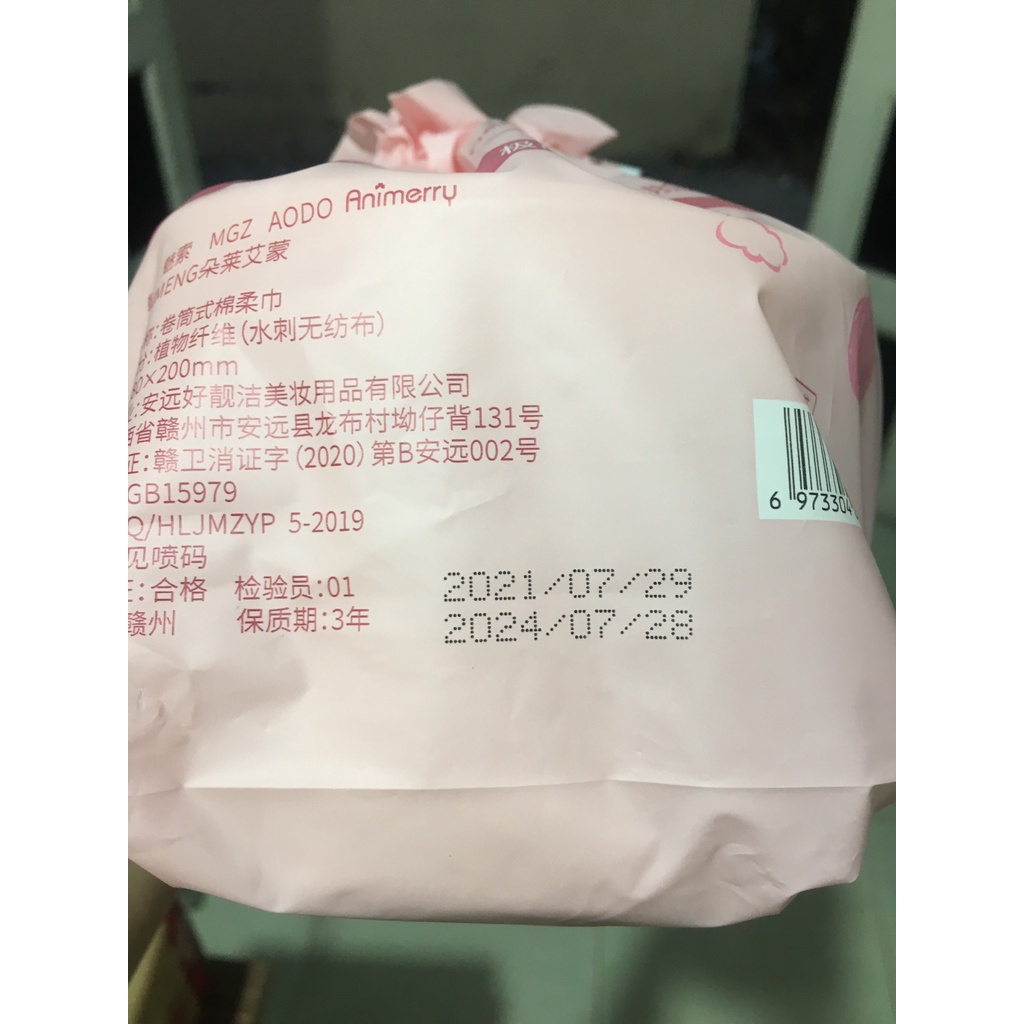 MGZ AODO Animerry
MENG朵莱艾蒙
卷筒式棉柔巾
植物纤维(水刺无纺布)
0×200mm
安远好靓洁美妆用品有限公司
省赣州市安远县龙布村坳仔背131号
证:赣卫消证字(2020)第B安远002号
GB15979
Q/HLJMZYP 5-2019
见喷码
:合格 检验员:01
赣州 保质期:3年
2021/07/29
2024/07/28
6 973304